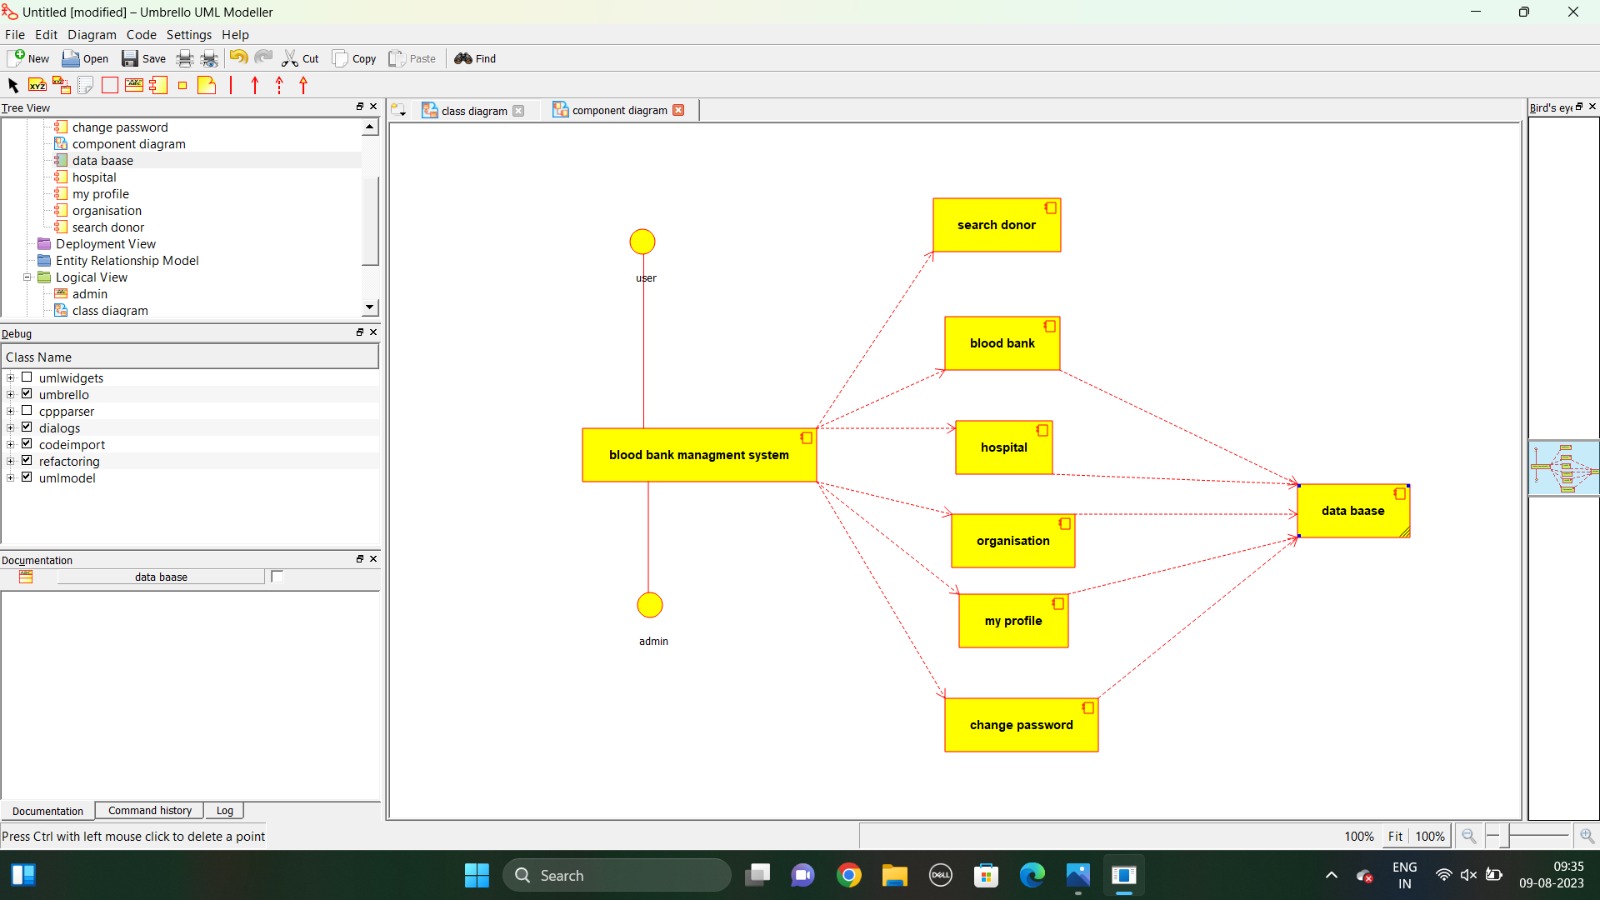 Untitled [modified] – Umbrello UML Modeller
File Edit Diagram Code Settings Help
New Open Save Cut Copy Paste Find
XYZ
Tree View
class diagram component diagram
Bird's eye
change password
component diagram
data baase
hospital
my profile
organisation
search donor
Deployment View
Entity Relationship Model
Logical View
admin
class diagram
Debug
Class Name
umlwidgets
umbrello
cppparser
dialogs
codeimport
refactoring
umlmodel
Documentation
data baase
Documentation Command history Log
search donor
user
blood bank
blood bank managment system
hospital
data baase
organisation
my profile
admin
change password
Press Ctrl with left mouse click to delete a point
100% Fit 100%
Search
DELL
ENG
IN
09:35
09-08-2023